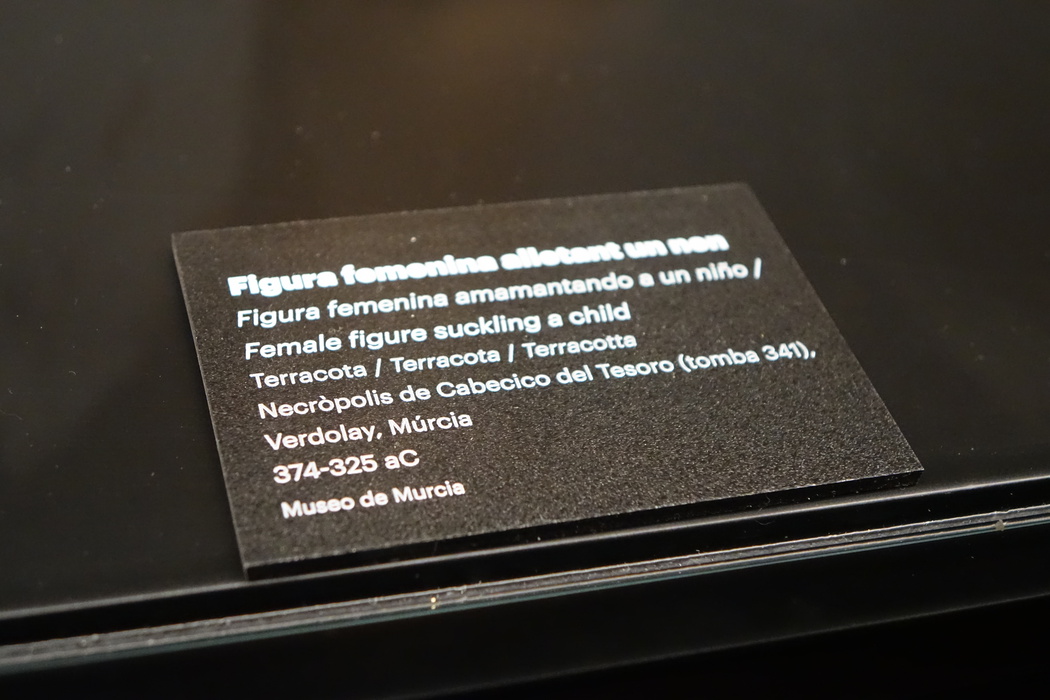 Figura femenina alletant un nen
Figura femenina amamantando a un niño /
Female figure suckling a child
Terracota / Terracota / Terracotta
Necròpolis de Cabecico del Tesoro (tomba 341),
Verdolay, Múrcia
374-325 aC
Museo de Murcia